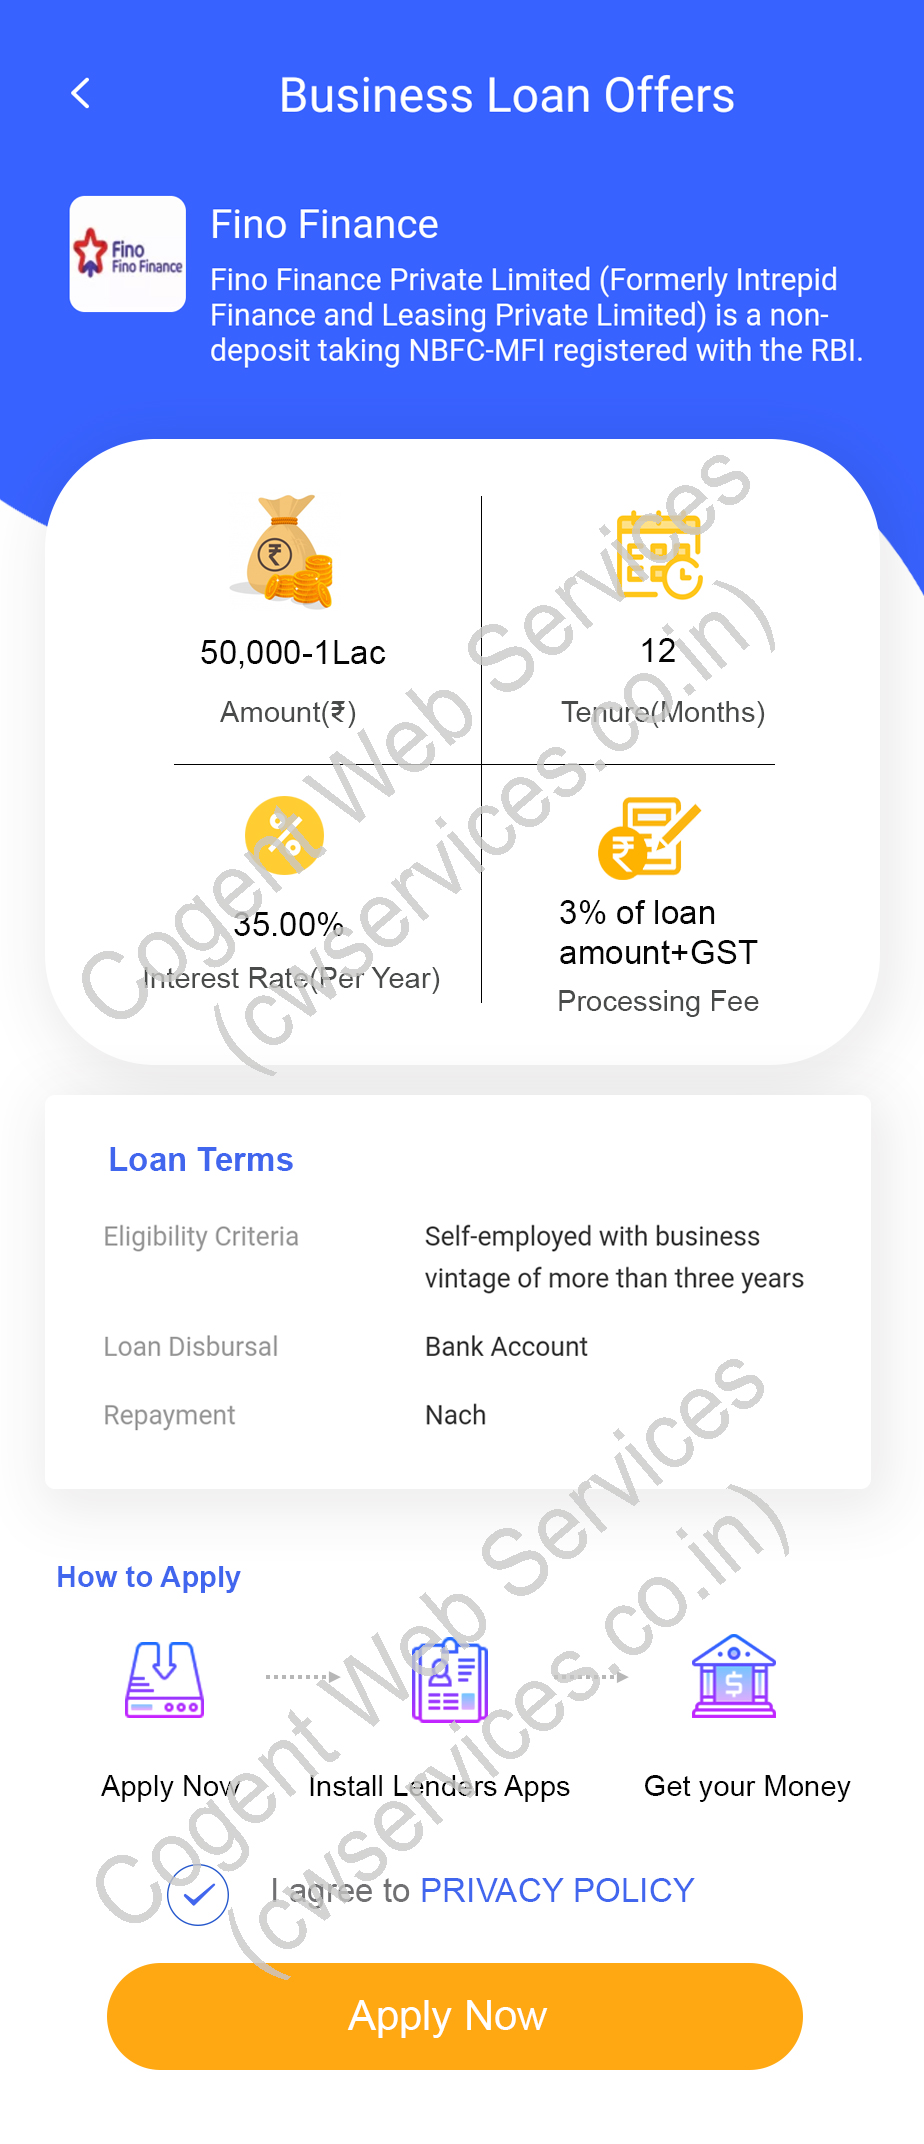 Business Loan Offers
Fino
Fino Finance
Fino Finance
Fino Finance Private Limited (Formerly Intrepid
Finance and Leasing Private Limited) is a non-
deposit taking NBFC-MFI registered with the RBI.
₹
50,000-1Lac
Amount(₹)
12
Tenure(Months)
%
35.00%
Interest Rate(Per Year)
₹
3% of loan
amount+GST
Processing Fee
Cogent Web Services
(cwservices.co.in)
Loan Terms
Eligibility Criteria
Self-employed with business
vintage of more than three years
Loan Disbursal
Bank Account
Repayment
Nach
How to Apply
$
Apply Now
Install Lenders Apps
Get your Money
Cogent Web Services
(cwservices.co.in)
I agree to PRIVACY POLICY
Apply Now